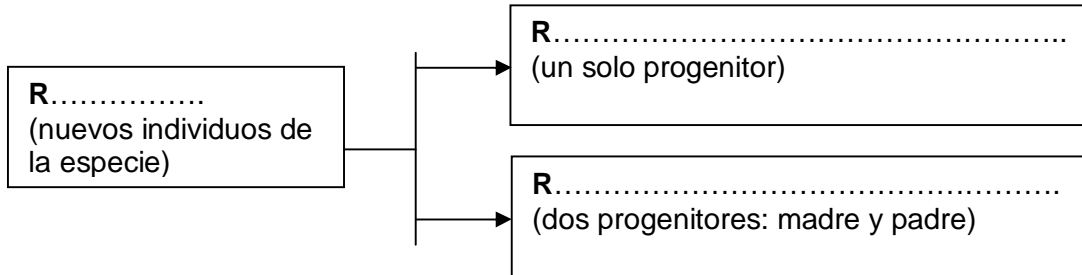 R…………….
(nuevos individuos de
la especie)
R……………………………………………..
(un solo progenitor)
R…………………………………………….
(dos progenitores: madre y padre)